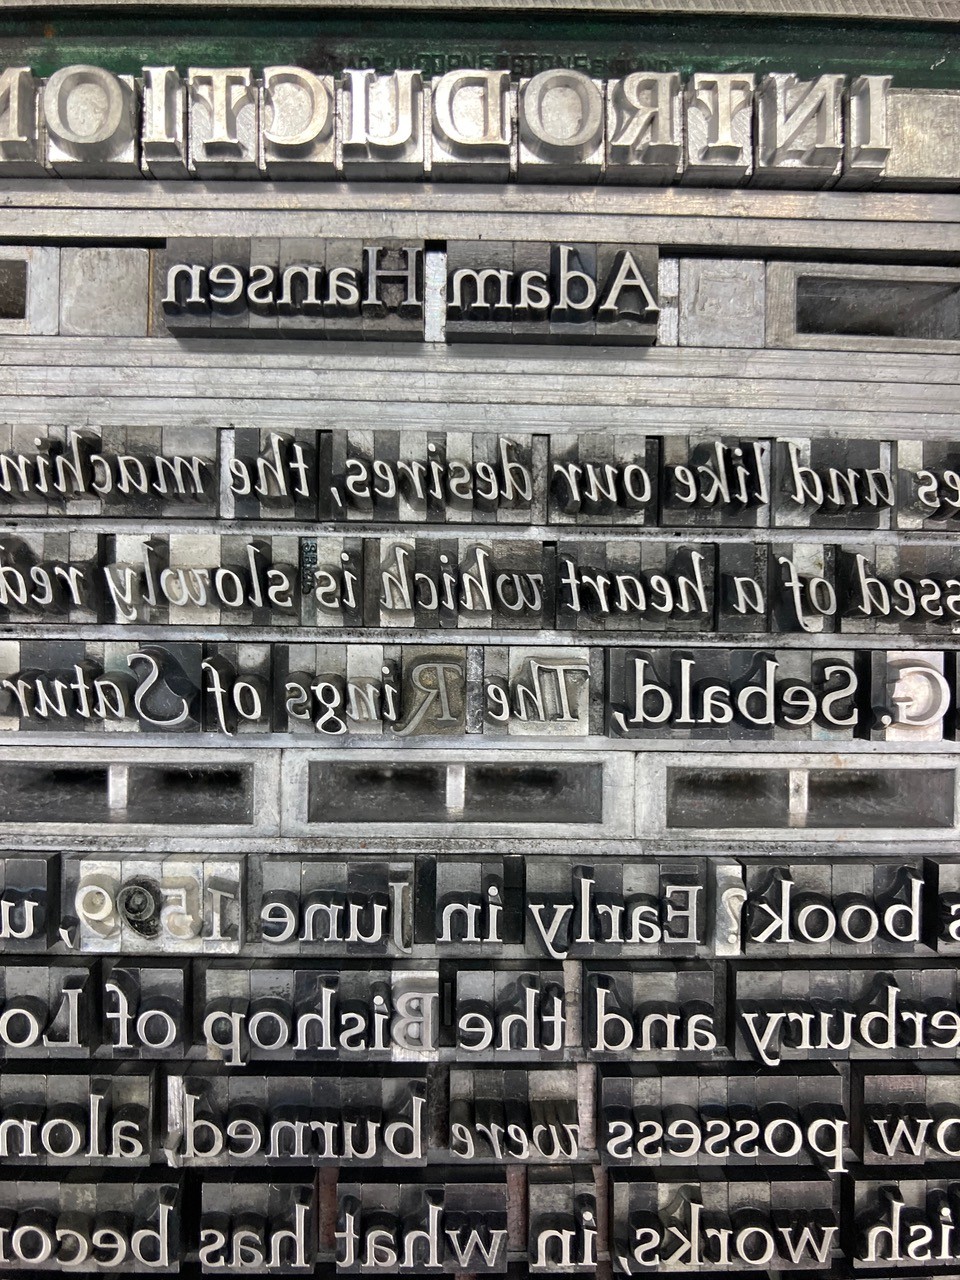 INTRODUCTION
Adam Hansen
es and like our desires, the machin
ssed of a heart which is slowly red
G. Sebald, The Rings of Satur
s book? Early in June 1599, u
erbury and the Bishop of Lo
ow possess were burned, alon
ish works, in what has becom